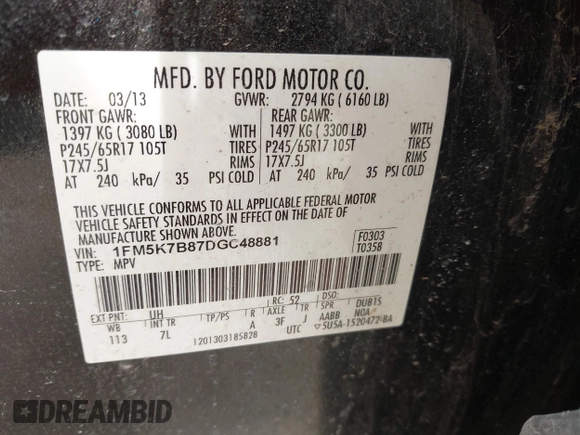 MFD. BY FORD MOTOR CO.
DATE: 03/13 GVWR: 2794 KG ( 6160 LB)
FRONT GAWR: REAR GAWR:
1397 KG ( 3080 LB) WITH 1497 KG ( 3300 LB) WITH
P245/65R17 105T TIRES P245/65R17 105T TIRES
17X7.5J RIMS 17X7.5J RIMS
AT 240 kPa/ 35 PSI COLD AT 240 kPa/ 35 PSI COLD
THIS VEHICLE CONFORMS TO ALL APPLICABLE FEDERAL MOTOR
VEHICLE SAFETY STANDARDS IN EFFECT ON THE DATE OF
MANUFACTURE SHOWN ABOVE.
VIN: 1FM5K7B87DGC48881 F0303
TYPE: MPV T0358
EXT PNT: UH RC: 52 DSO:
WB INT TR TP/PS R AXLE TR SPR DUB1S
113 7L A 3F J AABB NOA
1201303185828 UTC 5U5A-1520472-BA
DREAMBID